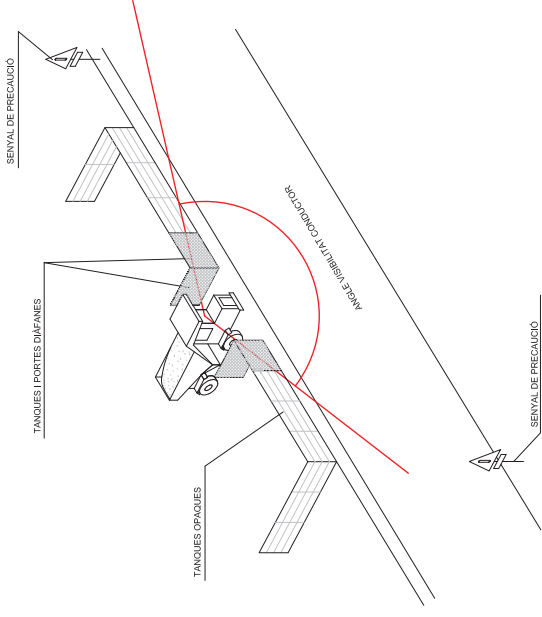 SENYAL DE PRECAUCIÓ
ANGLE VISIBILITAT CONDUCTOR
TANQUES I PORTES DIÀFANES
SENYAL DE PRECAUCIÓ
TANQUES OPAQUES